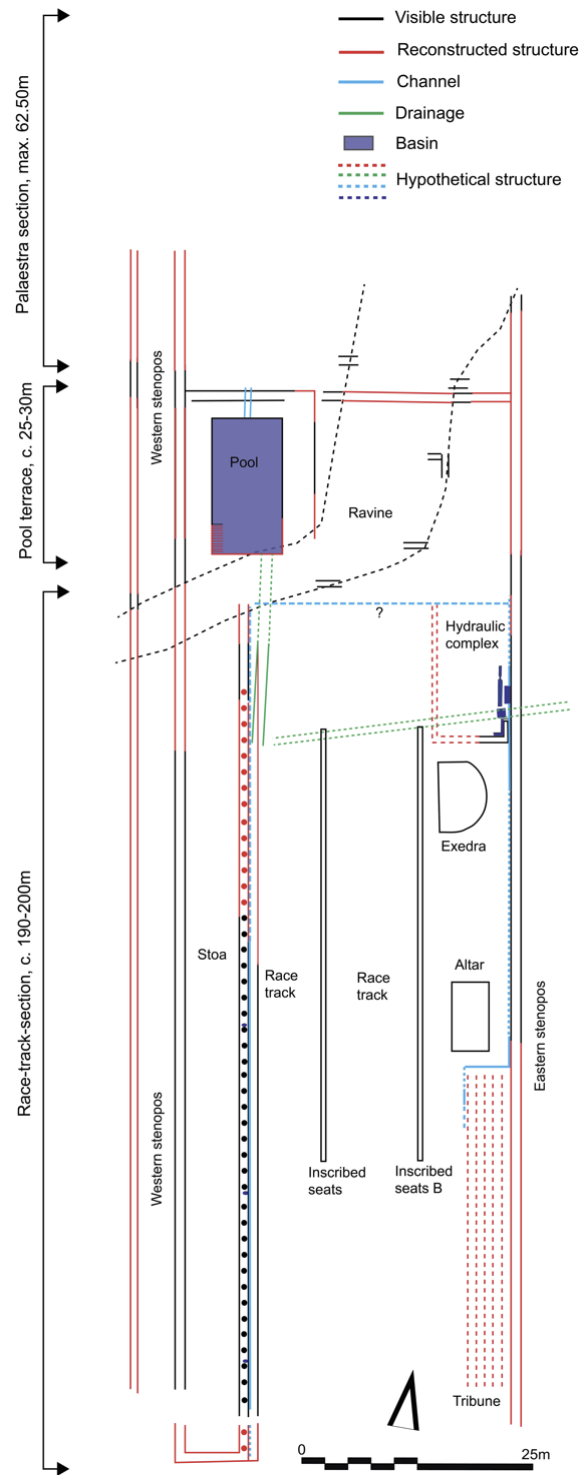 Visible structure
Reconstructed structure
Channel
Drainage
Basin
Hypothetical structure
Palaestra section, max. 62.50m
Pool terrace, c. 25-30m
Race-track-section, c. 190-200m
Western stenopos
Pool
Ravine
?
Hydraulic
complex
Exedra
Stoa
Race
track
Race
track
Altar
Eastern stenopos
Western stenopos
Inscribed
seats
Inscribed
seats B
Tribune
0
25m